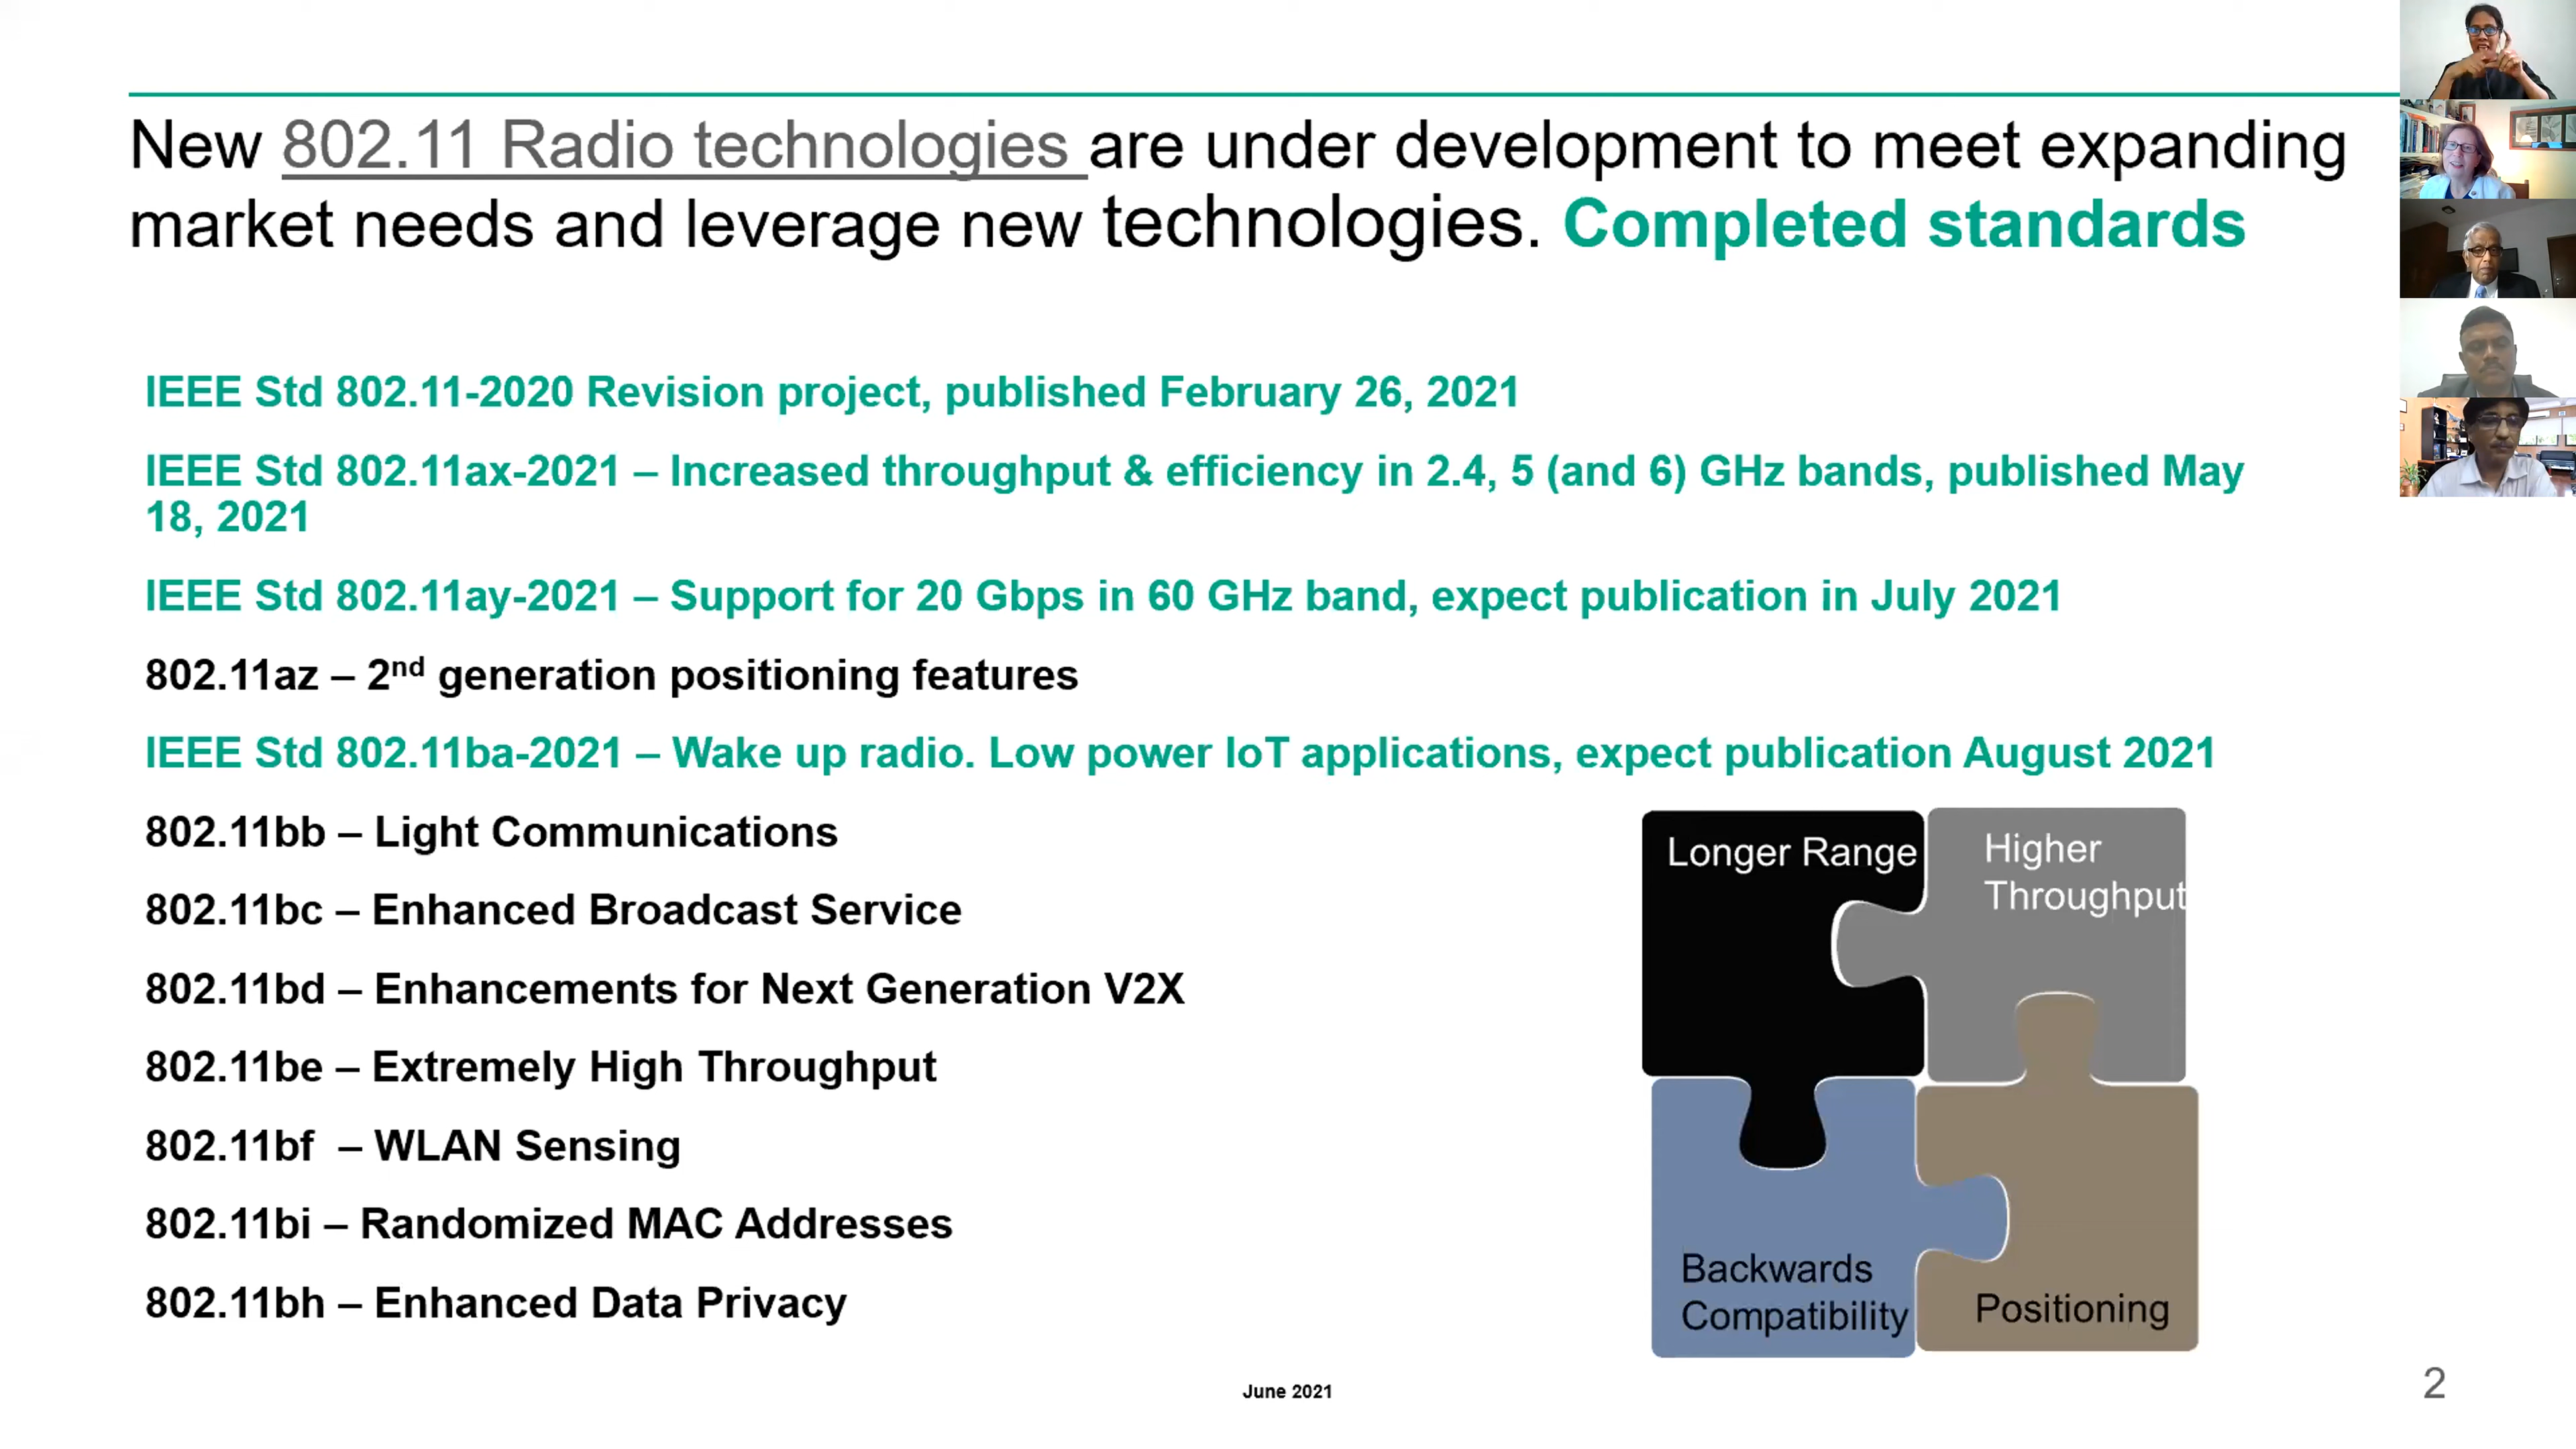 New 802.11 Radio technologies are under development to meet expanding
market needs and leverage new technologies. Completed standards
IEEE Std 802.11-2020 Revision project, published February 26, 2021
IEEE Std 802.11ax-2021 – Increased throughput & efficiency in 2.4, 5 (and 6) GHz bands, published May
18, 2021
IEEE Std 802.11ay-2021 – Support for 20 Gbps in 60 GHz band, expect publication in July 2021
802.11az – 2nd generation positioning features
IEEE Std 802.11ba-2021 – Wake up radio. Low power IoT applications, expect publication August 2021
802.11bb – Light Communications
802.11bc – Enhanced Broadcast Service
802.11bd – Enhancements for Next Generation V2X
802.11be – Extremely High Throughput
802.11bf – WLAN Sensing
802.11bi – Randomized MAC Addresses
802.11bh – Enhanced Data Privacy
Longer Range
Higher
Throughput
Backwards
Compatibility
Positioning
June 2021
2